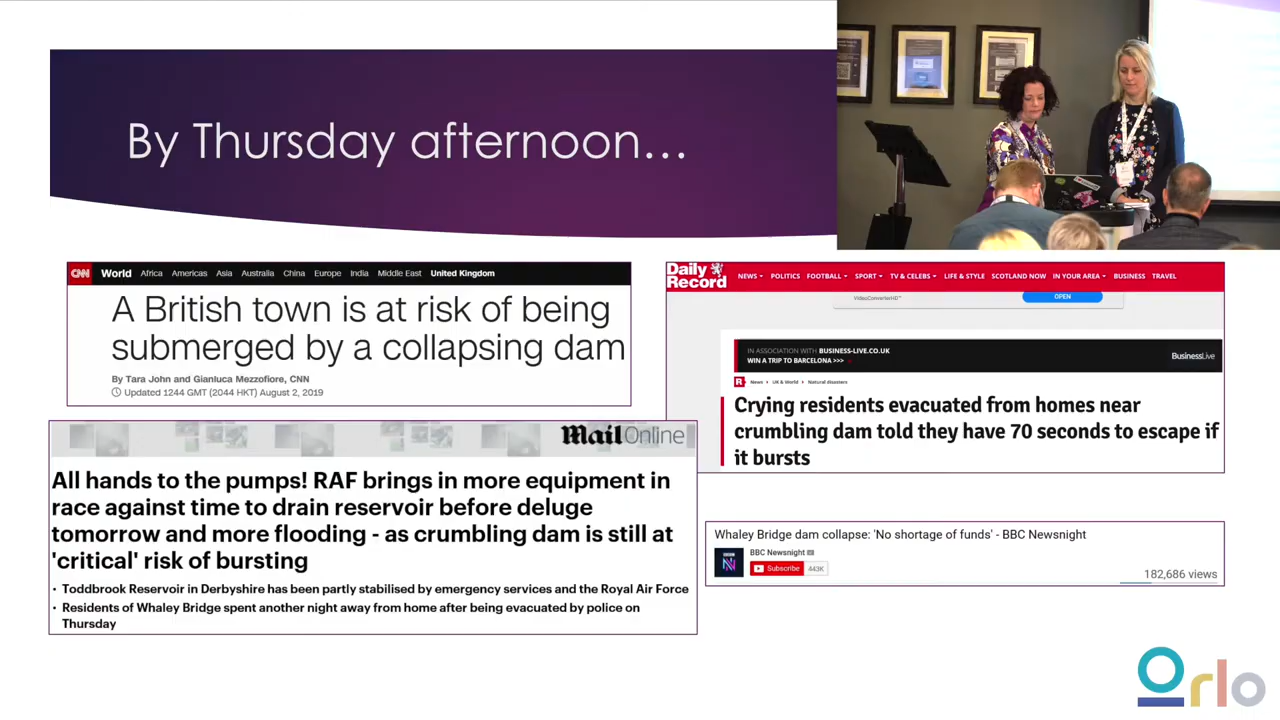 By Thursday afternoon...
CNN World Africa Americas Asia Australia China Europe India Middle East United Kingdom
A British town is at risk of being
submerged by a collapsing dam
By Tara John and Gianluca Mezzofiore, CNN
Updated 1244 GMT (2044 HKT) August 2, 2019
Daily
Record
NEWS POLITICS FOOTBALL SPORT TV & CELEBS LIFE & STYLE SCOTLAND NOW IN YOUR AREA BUSINESS TRAVEL
VideoConverterHD™ OPEN
IN ASSOCIATION WITH BUSINESS-LIVE.CO.UK
WIN A TRIP TO BARCELONA >>>
BusinessLive
R News > UK & World > Natural disasters
Crying residents evacuated from homes near
crumbling dam told they have 70 seconds to escape if
it bursts
MailOnline
All hands to the pumps! RAF brings in more equipment in
race against time to drain reservoir before deluge
tomorrow and more flooding - as crumbling dam is still at
'critical' risk of bursting
• Toddbrook Reservoir in Derbyshire has been partly stabilised by emergency services and the Royal Air Force
• Residents of Whaley Bridge spent another night away from home after being evacuated by police on
Thursday
Whaley Bridge dam collapse: 'No shortage of funds' - BBC Newsnight
BBC Newsnight
Subscribe 443K
182,686 views
Orlo